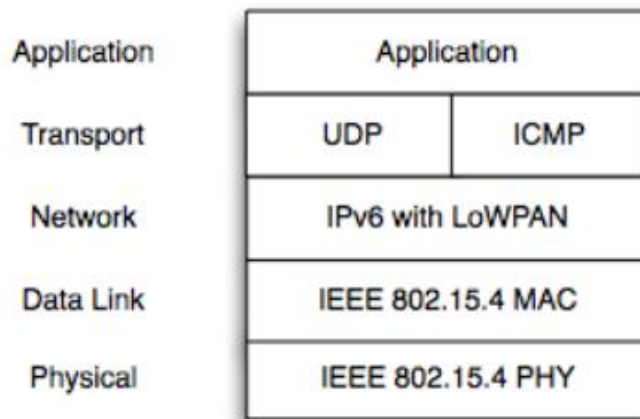 Application Application
Transport UDP ICMP
Network IPv6 with LoWPAN
Data Link IEEE 802.15.4 MAC
Physical IEEE 802.15.4 PHY